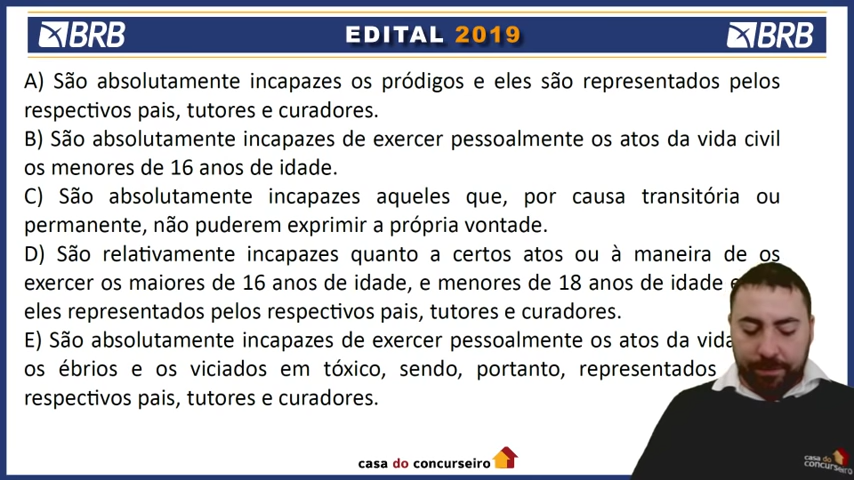 BRB
EDITAL 2019
BRB
A) São absolutamente incapazes os pródigos e eles são representados pelos
respectivos pais, tutores e curadores.
B) São absolutamente incapazes de exercer pessoalmente os atos da vida civil
os menores de 16 anos de idade.
C) São absolutamente incapazes aqueles que, por causa transitória ou
permanente, não puderem exprimir a própria vontade.
D) São relativamente incapazes quanto a certos atos ou à maneira de os
exercer os maiores de 16 anos de idade, e menores de 18 anos de idade
eles representados pelos respectivos pais, tutores e curadores.
E) São absolutamente incapazes de exercer pessoalmente os atos da vida
os ébrios e os viciados em tóxico, sendo, portanto, representados
respectivos pais, tutores e curadores.
casa do concurseiro
casa do
concurseiro